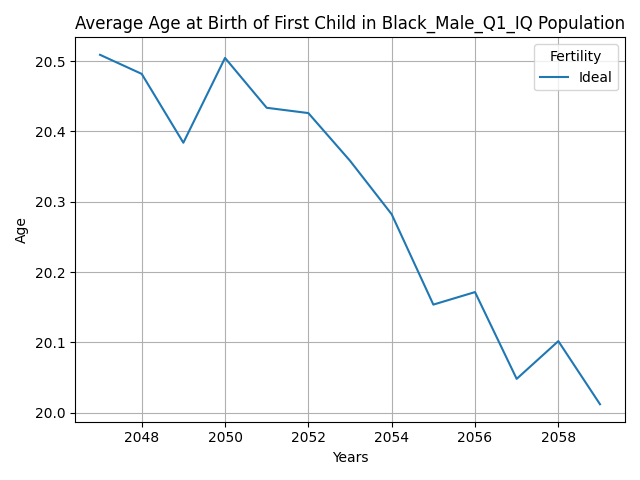 Average Age at Birth of First Child in Black_Male_Q1_IQ Population
Fertility
Ideal
Age
20.5
20.4
20.3
20.2
20.1
20.0
2048 2050 2052 2054 2056 2058
Years